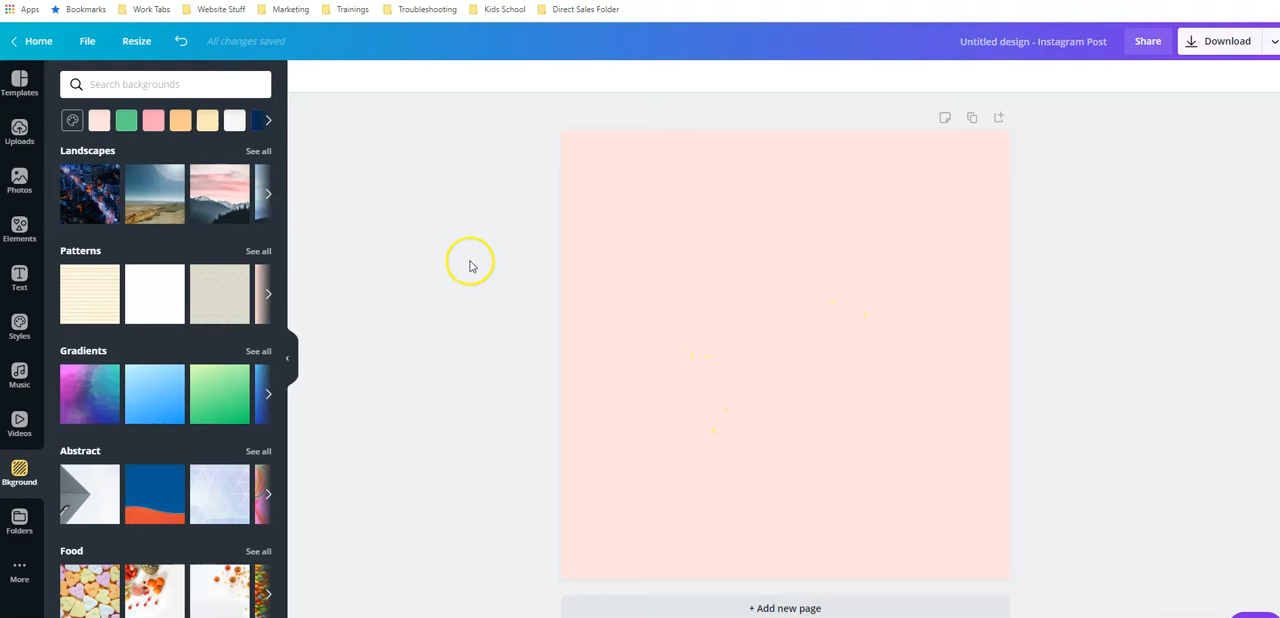 Apps Bookmarks Work Tabs Website Stuff Marketing Trainings Troubleshooting Kids School Direct Sales Folder
Home File Resize All changes saved Untitled design - Instagram Post Share Download
Templates
Uploads
Photos
Elements
Text
Styles
Music
Videos
Bkground
Folders
More
Search backgrounds
Landscapes See all
Patterns See all
Gradients See all
Abstract See all
Food See all
+ Add new page